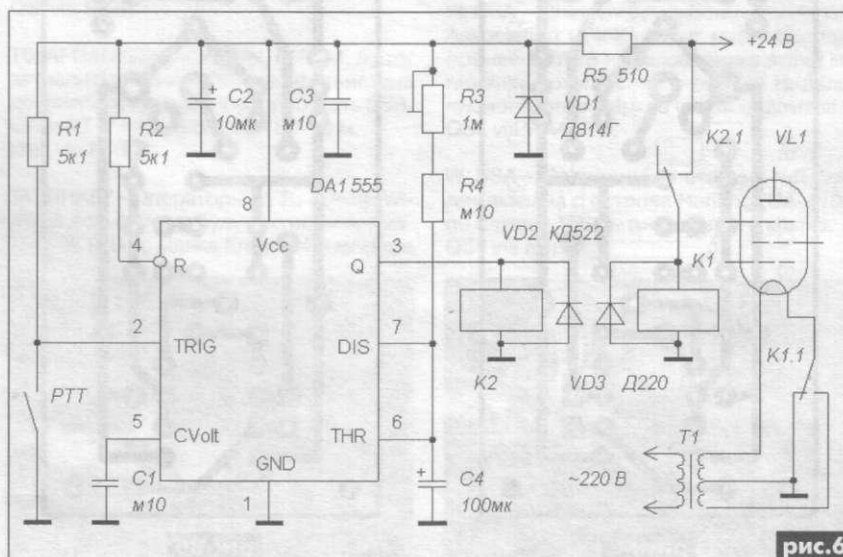 +24 В
R5 510
R1
5к1
R2
5к1
C2
10мк
+
C3
м10
R3
1м
VD1
Д814Г
K2.1
VL1
DA1 555
R4
м10
8
Vcc
4
R
3
Q
VD2
КД522
K1
2
TRIG
7
DIS
PTT
K2
VD3
Д220
K1.1
5
CVolt
6
THR
T1
~220 В
C1
м10
GND
1
+
C4
100мк
рис.6